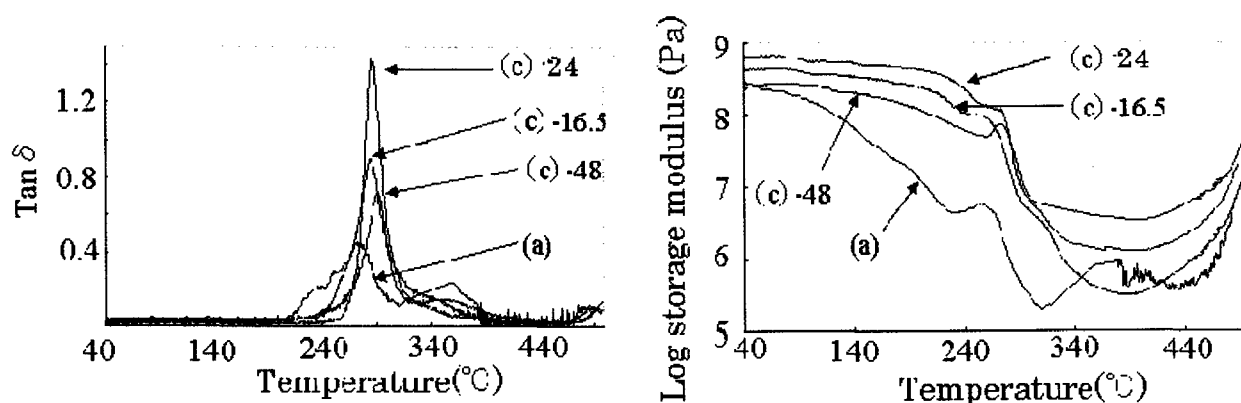 1.2
0.8
0.4
Tan δ
(c) -24
(c) -16.5
(c) -48
(a)
40 140 240 340 440
Temperature(℃)
Log storage modulus (Pa)
9
8
7
6
5
(c) -24
(c) -16.5
(c) -48
(a)
40 140 240 340 440
Temperature(℃)